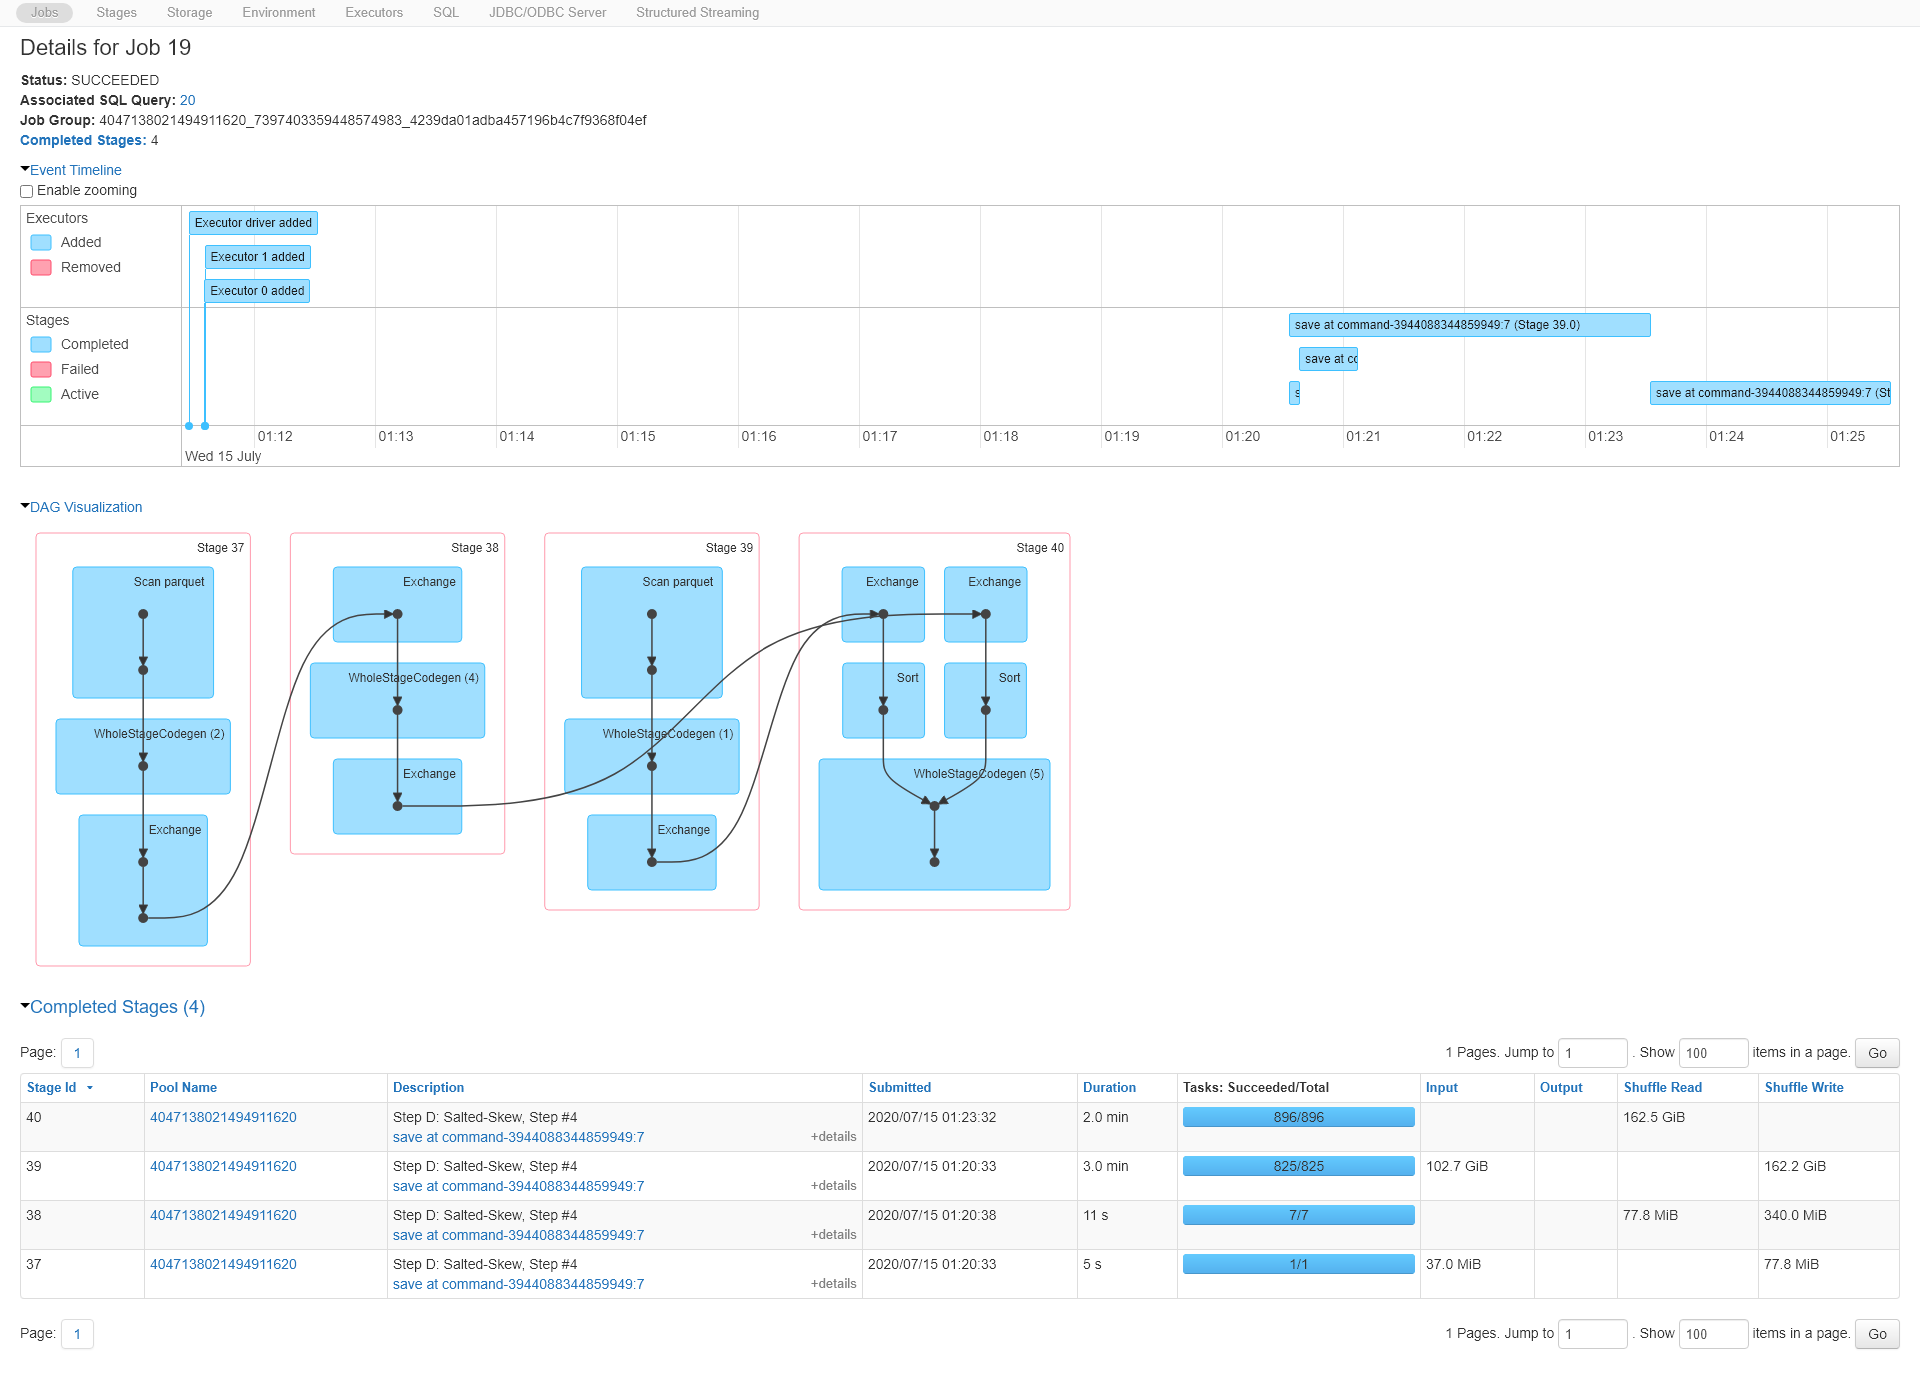 Jobs Stages Storage Environment Executors SQL JDBC/ODBC Server Structured Streaming
Details for Job 19
Status: SUCCEEDED
Associated SQL Query: 20
Job Group: 4047138021494911620_7397403359448574983_4239da01adba457196b4c7f9368f04ef
Completed Stages: 4
Event Timeline
Enable zooming
Executors
Added
Removed
Executor driver added
Executor 1 added
Executor 0 added
Stages
Completed
Failed
Active
save at command-3944088344859949:7 (Stage 39.0)
save at co
s
save at command-3944088344859949:7 (St
01:12 01:13 01:14 01:15 01:16 01:17 01:18 01:19 01:20 01:21 01:22 01:23 01:24 01:25
Wed 15 July
DAG Visualization
Stage 37
Scan parquet
WholeStageCodegen (2)
Exchange
Stage 38
Exchange
WholeStageCodegen (4)
Exchange
Stage 39
Scan parquet
WholeStageCodegen (1)
Exchange
Stage 40
Exchange Exchange
Sort Sort
WholeStageCodegen (5)
Completed Stages (4)
Page: 1 1 Pages. Jump to 1 . Show 100 items in a page. Go
Stage Id Pool Name Description Submitted Duration Tasks: Succeeded/Total Input Output Shuffle Read Shuffle Write
40 4047138021494911620 Step D: Salted-Skew, Step #4 2020/07/15 01:23:32 2.0 min 896/896 162.5 GiB
save at command-3944088344859949:7 +details
39 4047138021494911620 Step D: Salted-Skew, Step #4 2020/07/15 01:20:33 3.0 min 825/825 102.7 GiB 162.2 GiB
save at command-3944088344859949:7 +details
38 4047138021494911620 Step D: Salted-Skew, Step #4 2020/07/15 01:20:38 11 s 7/7 77.8 MiB 340.0 MiB
save at command-3944088344859949:7 +details
37 4047138021494911620 Step D: Salted-Skew, Step #4 2020/07/15 01:20:33 5 s 1/1 37.0 MiB 77.8 MiB
save at command-3944088344859949:7 +details
Page: 1 1 Pages. Jump to 1 . Show 100 items in a page. Go